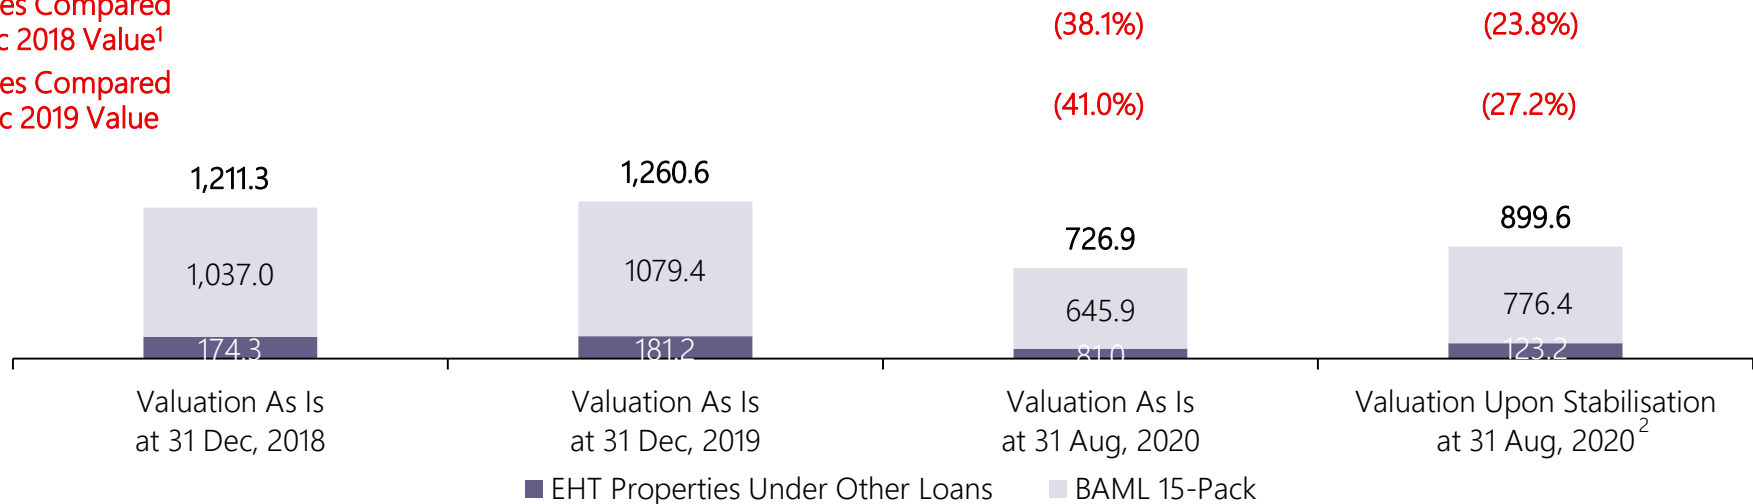 es Compared
c 2018 Value¹
(38.1%)
(23.8%)
es Compared
c 2019 Value
(41.0%)
(27.2%)
1,211.3
1,260.6
726.9
899.6
1,037.0
1079.4
645.9
776.4
174.3
181.2
81.0
123.2
Valuation As Is
at 31 Dec, 2018
Valuation As Is
at 31 Dec, 2019
Valuation As Is
at 31 Aug, 2020
Valuation Upon Stabilisation
at 31 Aug, 2020²
EHT Properties Under Other Loans
BAML 15-Pack